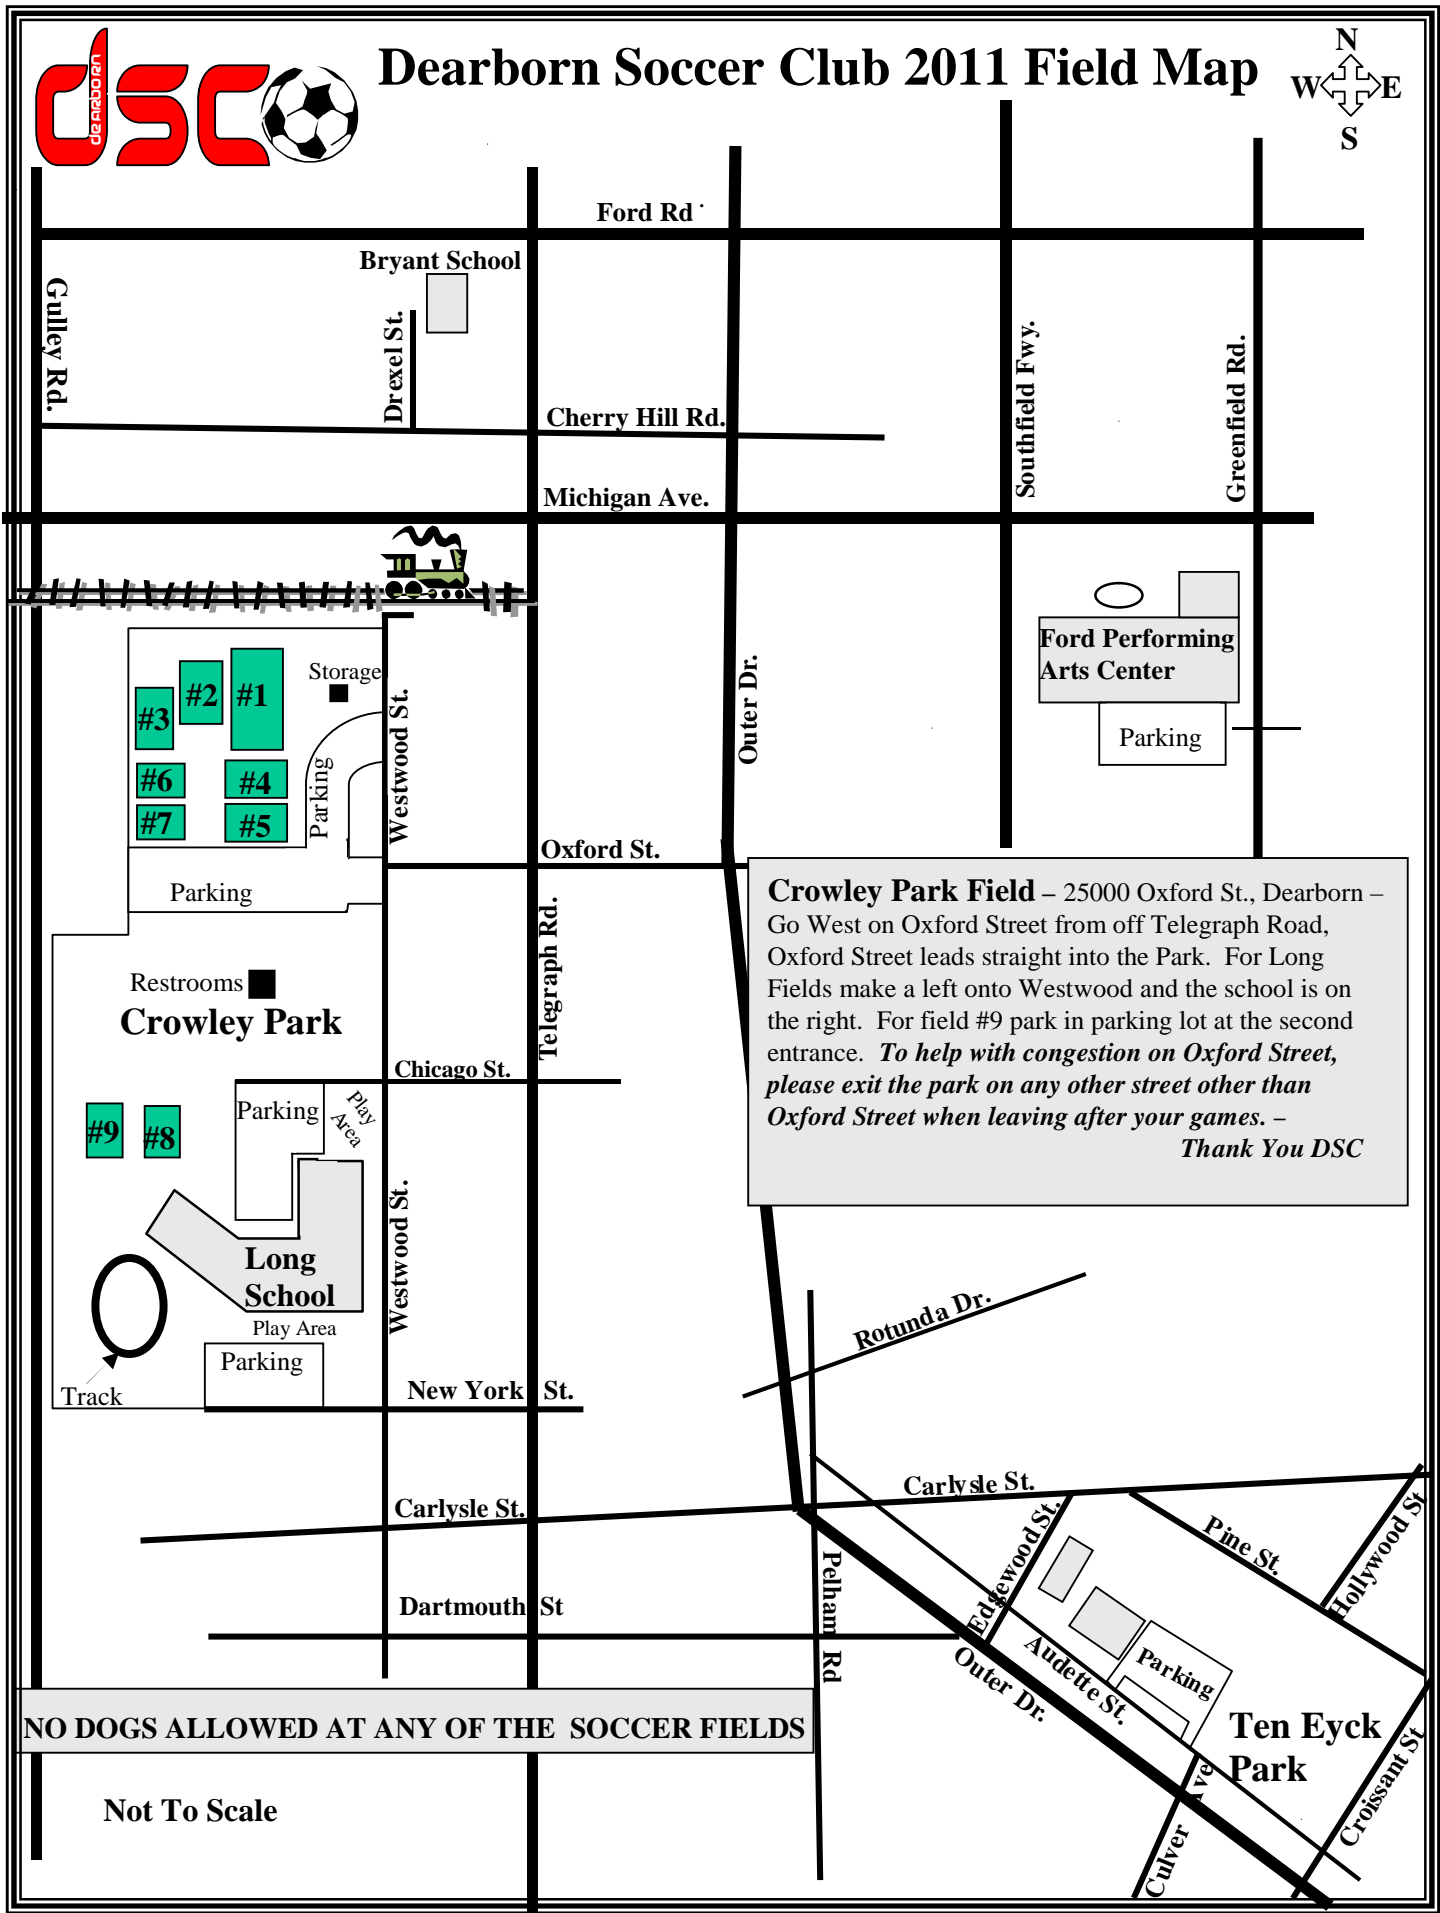 dearborn
dsc
Dearborn Soccer Club 2011 Field Map
N
W E
S
Ford Rd
Bryant School
Gulley Rd.
Drexel St.
Cherry Hill Rd.
Southfield Fwy.
Greenfield Rd.
Michigan Ave.
Ford Performing
Arts Center
Parking
Storage
#1
#2
#3
#4
#5
#6
#7
Parking
Westwood St.
Outer Dr.
Oxford St.
Parking
Telegraph Rd.
Restrooms
Crowley Park
Crowley Park Field – 25000 Oxford St., Dearborn –
Go West on Oxford Street from off Telegraph Road,
Oxford Street leads straight into the Park. For Long
Fields make a left onto Westwood and the school is on
the right. For field #9 park in parking lot at the second
entrance. To help with congestion on Oxford Street,
please exit the park on any other street other than
Oxford Street when leaving after your games. –
Thank You DSC
Chicago St.
Parking
Play
Area
#9
#8
Westwood St.
Long
School
Play Area
Parking
Track
New York St.
Rotunda Dr.
Carlysle St.
Carlysle St.
Edgewood St.
Pine St.
Hollywood St
Pelham Rd
Dartmouth St
Audette St.
Outer Dr.
Parking
Ten Eyck
Park
Croissant St
Culver Ave
NO DOGS ALLOWED AT ANY OF THE SOCCER FIELDS
Not To Scale